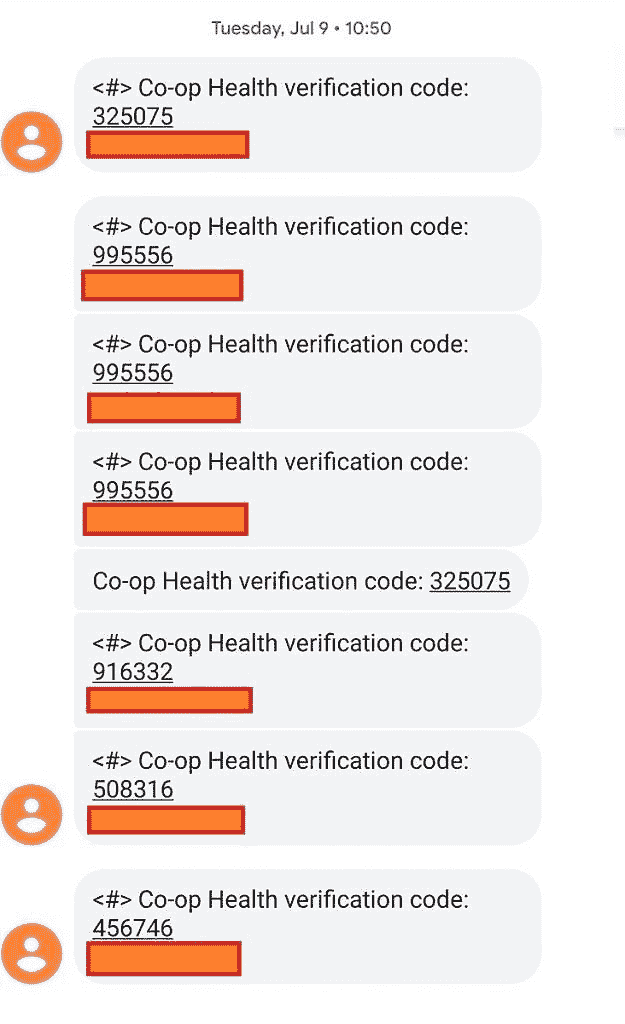 Tuesday, Jul 9 • 10:50
<#> Co-op Health verification code:
325075
<#> Co-op Health verification code:
995556
<#> Co-op Health verification code:
995556
<#> Co-op Health verification code:
995556
Co-op Health verification code: 325075
<#> Co-op Health verification code:
916332
<#> Co-op Health verification code:
508316
<#> Co-op Health verification code:
456746